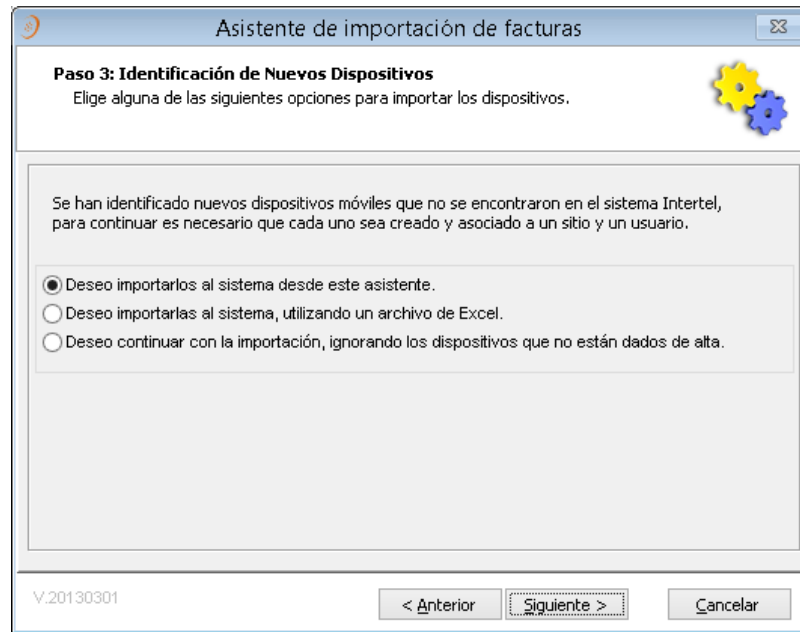 Asistente de importación de facturas
Paso 3: Identificación de Nuevos Dispositivos
Elige alguna de las siguientes opciones para importar los dispositivos.
Se han identificado nuevos dispositivos móviles que no se encontraron en el sistema Intertel,
para continuar es necesario que cada uno sea creado y asociado a un sitio y un usuario.
Deseo importarlos al sistema desde este asistente.
Deseo importarlas al sistema, utilizando un archivo de Excel.
Deseo continuar con la importación, ignorando los dispositivos que no están dados de alta.
V.20130301
< Anterior
Siguiente >
Cancelar